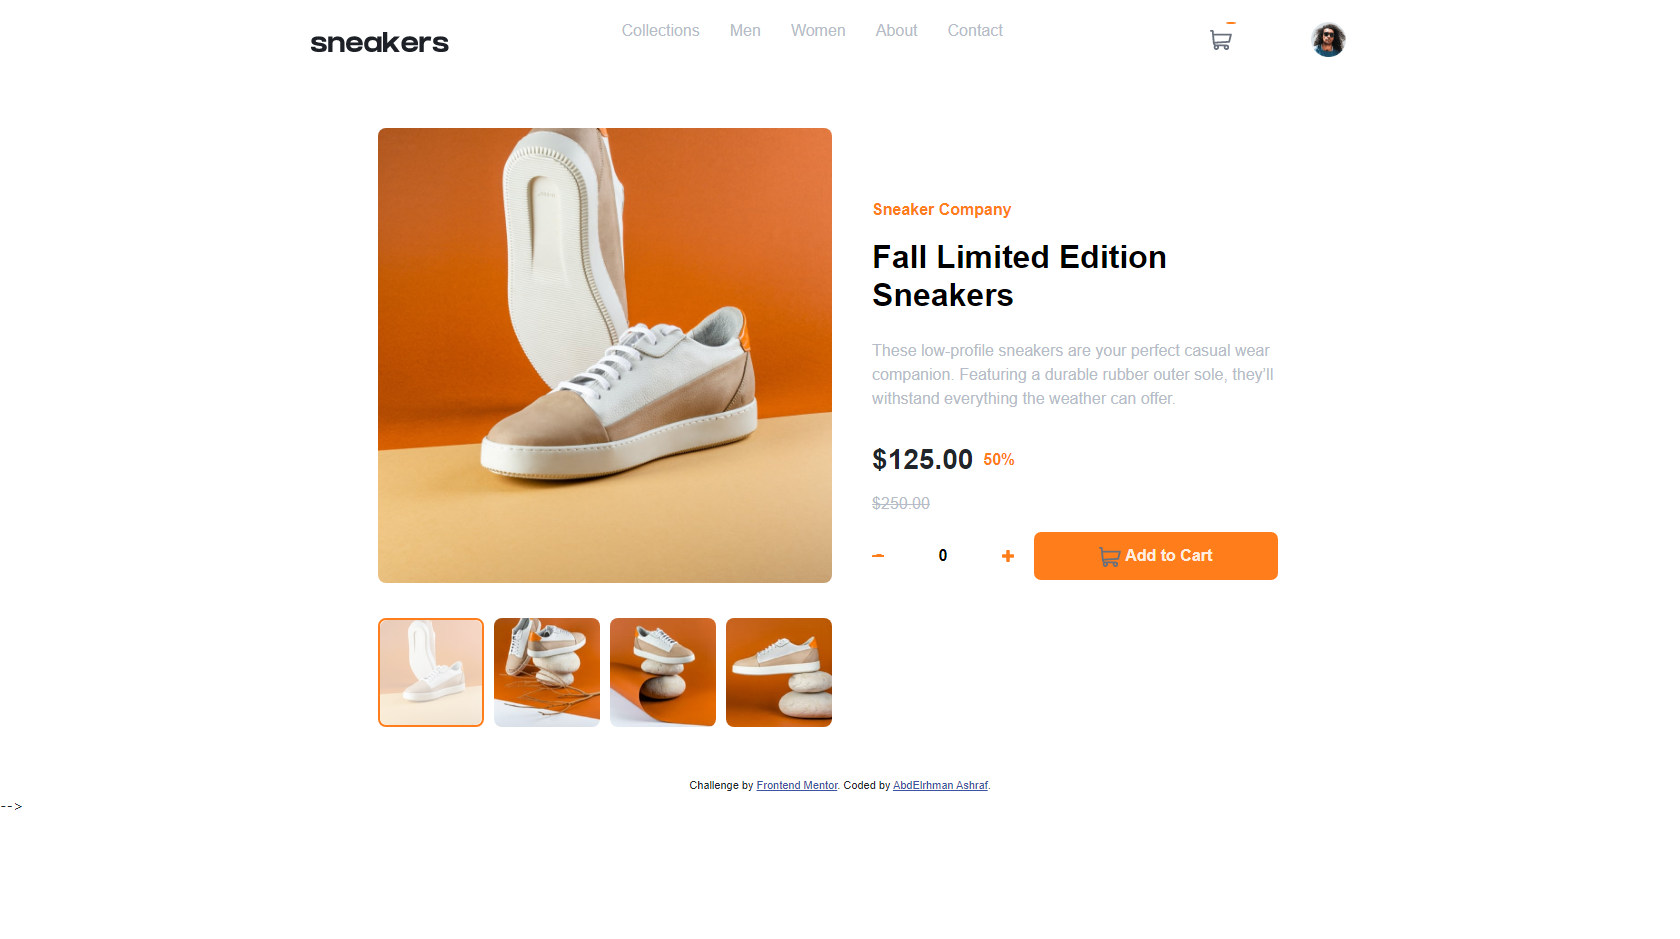 sneakers
Collections Men Women About Contact
Sneaker Company
Fall Limited Edition
Sneakers
These low-profile sneakers are your perfect casual wear
companion. Featuring a durable rubber outer sole, they’ll
withstand everything the weather can offer.
$125.00 50%
$250.00
0
Add to Cart
Challenge by Frontend Mentor. Coded by AbdElrhman Ashraf.
-->